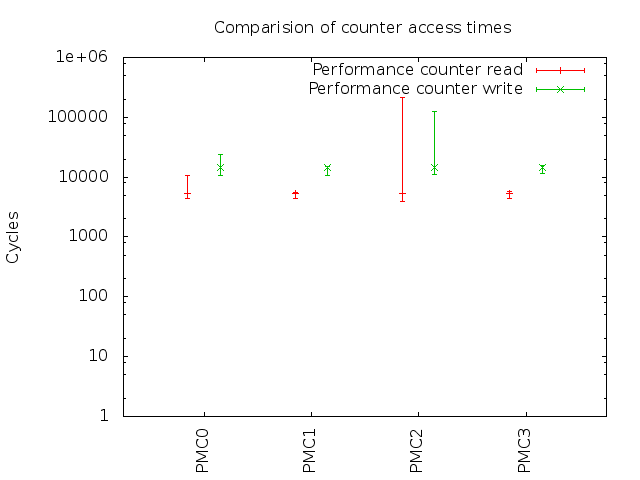 Comparision of counter access times
Performance counter read
Performance counter write
1e+06
100000
10000
1000
100
10
1
Cycles
PMC0
PMC1
PMC2
PMC3